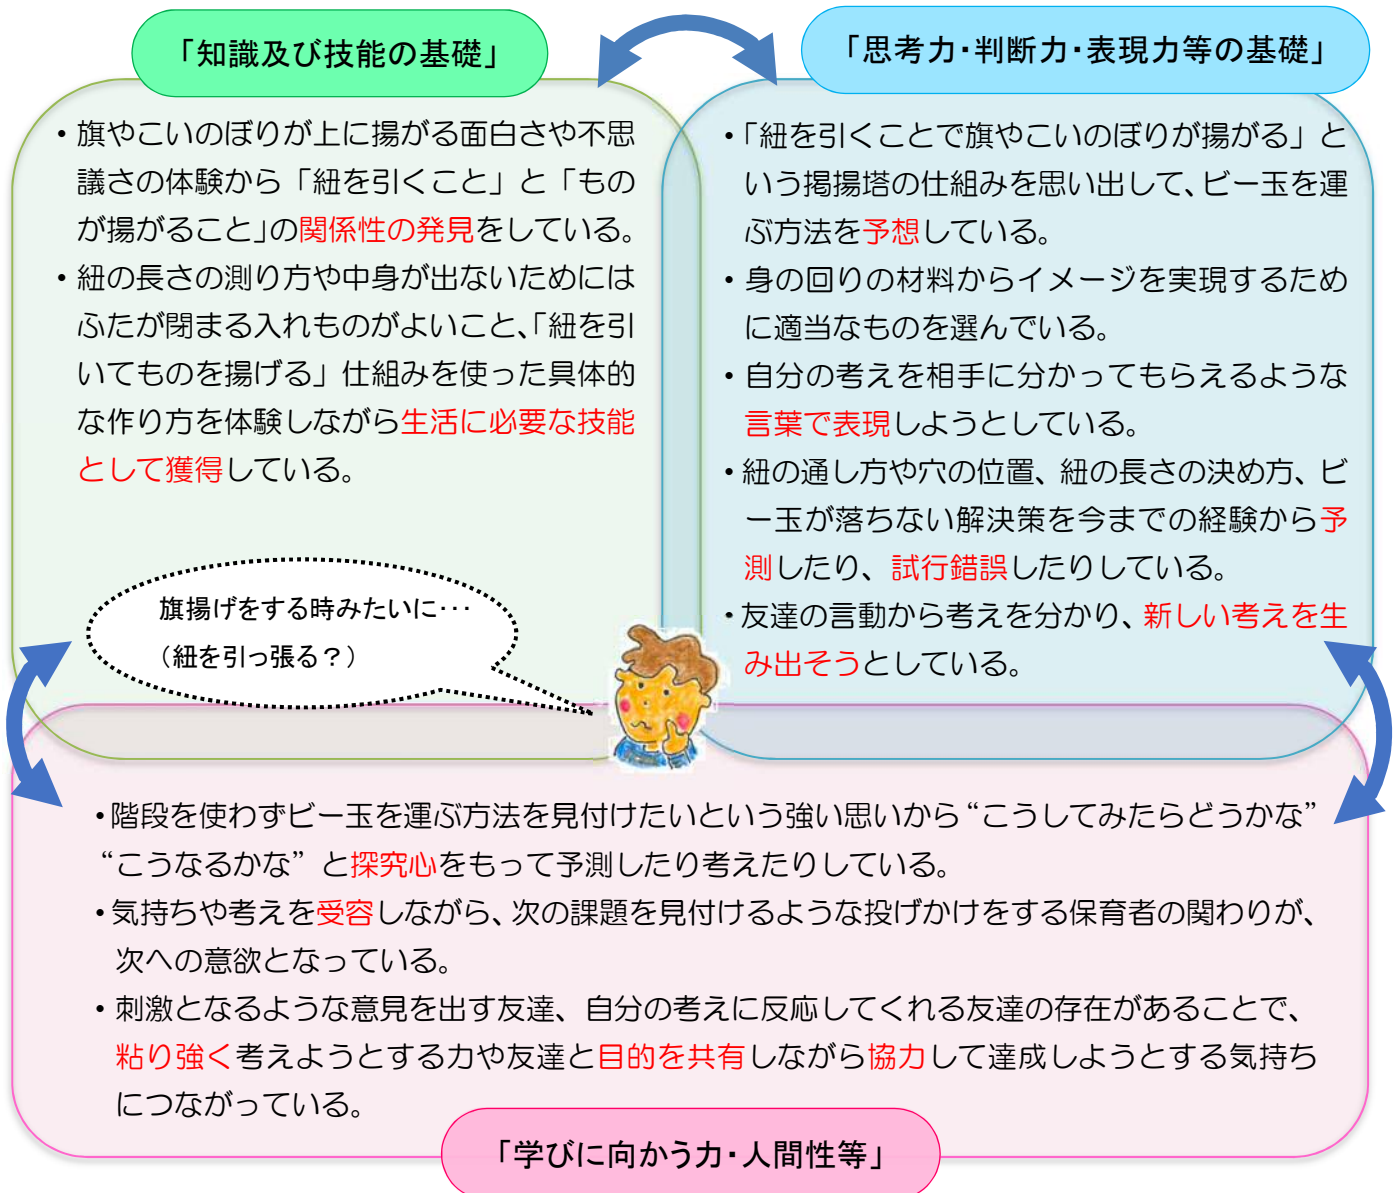 「知識及び技能の基礎」
・旗やこいのぼりが上に揚がる面白さや不思
議さの体験から「紐を引くこと」と「もの
が揚がること」の関係性の発見をしている。
・紐の長さの測り方や中身が出ないためには
ふたが閉まる入れものがよいこと、「紐を引
いてものを揚げる」仕組みを使った具体的
な作り方を体験しながら生活に必要な技能
として獲得している。
旗揚げをする時みたいに･･･
（紐を引っ張る？）
「思考力・判断力・表現力等の基礎」
・「紐を引くことで旗やこいのぼりが揚がる」と
いう掲揚塔の仕組みを思い出して、ビー玉を運
ぶ方法を予想している。
・身の回りの材料からイメージを実現するため
に適当なものを選んでいる。
・自分の考えを相手に分かってもらえるような
言葉で表現しようとしている。
・紐の通し方や穴の位置、紐の長さの決め方、ビ
ー玉が落ちない解決策を今までの経験から予
測したり、試行錯誤したりしている。
・友達の言動から考えを分かり、新しい考えを生
み出そうとしている。
・階段を使わずビー玉を運ぶ方法を見付けたいという強い思いから“こうしてみたらどうかな”
“こうなるかな”と探究心をもって予測したり考えたりしている。
・気持ちや考えを受容しながら、次の課題を見付けるような投げかけをする保育者の関わりが、
次への意欲となっている。
・刺激となるような意見を出す友達、自分の考えに反応してくれる友達の存在があることで、
粘り強く考えようとする力や友達と目的を共有しながら協力して達成しようとする気持ち
につながっている。
「学びに向かう力・人間性等」